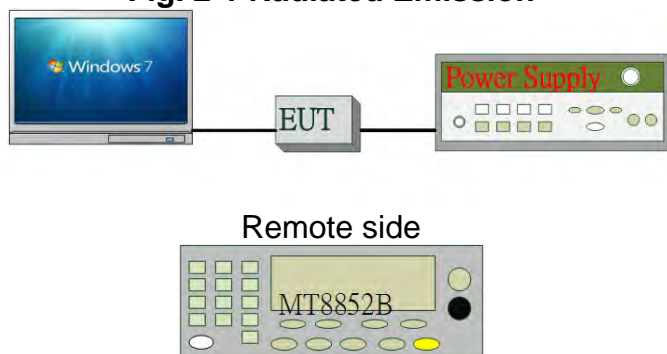 Fig. 2-1 Radiated Emission
Windows 7
EUT
Power Supply
Remote side
MT8852B